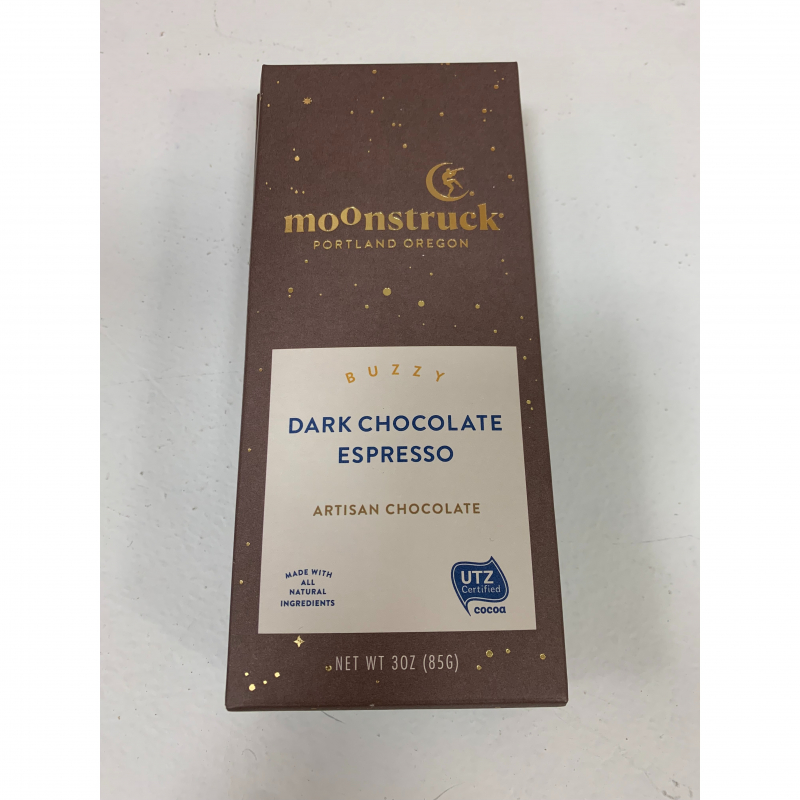 moonstruck
PORTLAND OREGON
BUZZY
DARK CHOCOLATE
ESPRESSO
ARTISAN CHOCOLATE
MADE WITH
ALL
NATURAL
INGREDIENTS
UTZ
Certified
cocoa
NET WT 3OZ (85G)